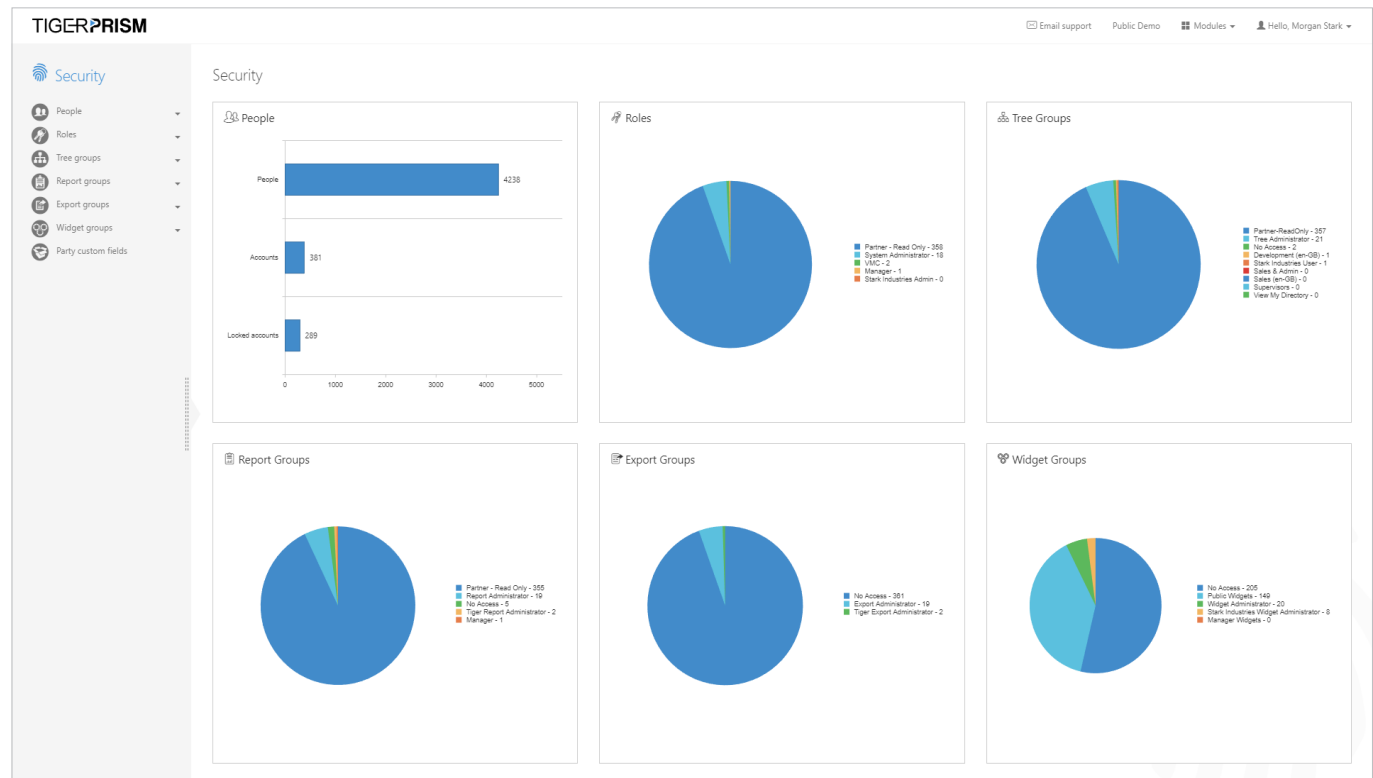 TIGERPRISM
Email support
Public Demo
Modules
Hello, Morgan Stark
Security
People
Roles
Tree groups
Report groups
Export groups
Widget groups
Party custom fields
Security
People
People
4238
Accounts
381
Locked accounts
289
0 1000 2000 3000 4000 5000
Roles
Partner - Read Only - 358
System Administrator - 18
VMC - 2
Manager - 1
Stark Industries Admin - 0
Tree Groups
Partner-ReadOnly - 357
Tree Administrator - 21
No Access - 2
Development (en-GB) - 1
Stark Industries User - 1
Sales & Admin - 0
Sales (en-GB) - 0
Supervisors - 0
View My Directory - 0
Report Groups
Partner - Read Only - 355
Report Administrator - 19
No Access - 5
Tiger Report Administrator - 2
Manager - 1
Export Groups
No Access - 361
Export Administrator - 19
Tiger Export Administrator - 2
Widget Groups
No Access - 205
Public Widgets - 149
Widget Administrator - 20
Stark Industries Widget Administrator - 8
Manager Widgets - 0